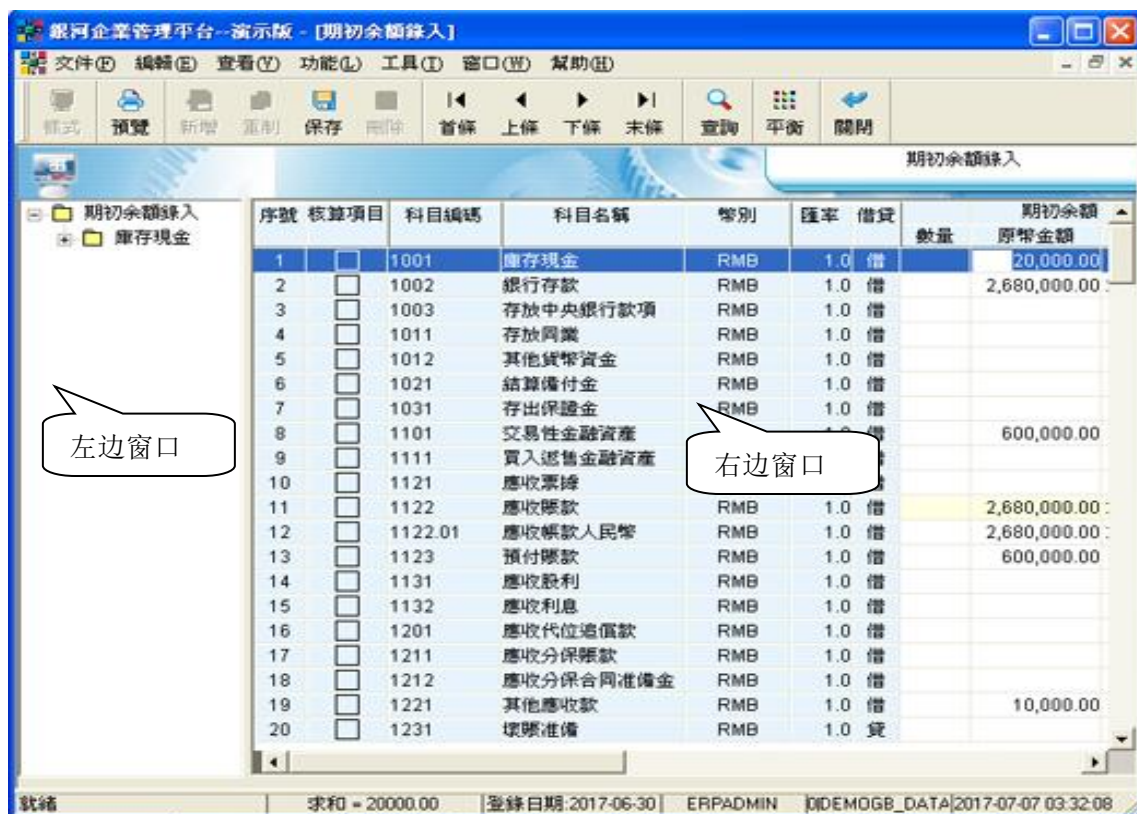 銀河企業管理平台--演示版 - [期初余額錄入]
文件(F) 編輯(E) 查看(V) 功能(L) 工具(T) 窗口(W) 幫助(H)
樣式 預覽 新增 重制 保存 刪除 首條 上條 下條 末條 查詢 平衡 關閉
期初余額錄入
期初余額錄入
庫存現金
左边窗口
序號 核算項目 科目編碼 科目名稱 幣別 匯率 借貸 期初余額
數量 原幣金額
1 1001 庫存現金 RMB 1.0 借 20,000.00
2 1002 銀行存款 RMB 1.0 借 2,680,000.00
3 1003 存放中央銀行款項 RMB 1.0 借
4 1011 存放同業 RMB 1.0 借
5 1012 其他貨幣資金 RMB 1.0 借
6 1021 結算備付金 RMB 1.0 借
7 1031 存出保證金 RMB 1.0 借
8 1101 交易性金融資產 600,000.00
9 1111 買入返售金融資產
10 1121 應收票據
11 1122 應收賬款 RMB 1.0 借 2,680,000.00
12 1122.01 應收帳款人民幣 RMB 1.0 借 2,680,000.00
13 1123 預付賬款 RMB 1.0 借 600,000.00
14 1131 應收股利 RMB 1.0 借
15 1132 應收利息 RMB 1.0 借
16 1201 應收代位追償款 RMB 1.0 借
17 1211 應收分保賬款 RMB 1.0 借
18 1212 應收分保合同准備金 RMB 1.0 借
19 1221 其他應收款 RMB 1.0 借 10,000.00
20 1231 壞賬准備 RMB 1.0 貸
右边窗口
就緒 求和 = 20000.00 登錄日期:2017-06-30 ERPADMIN 0|DEMOGB_DATA 2017-07-07 03:32:08